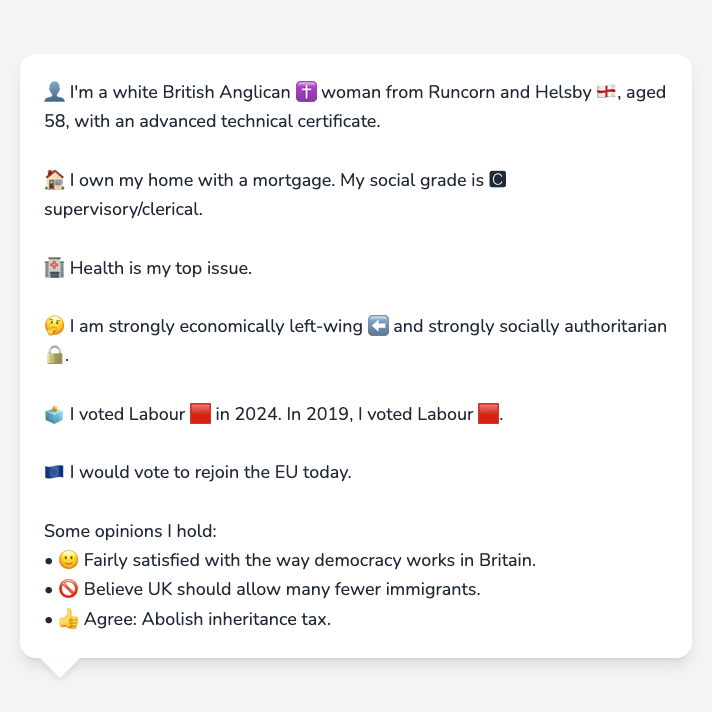 👤 I'm a white British Anglican ✝️ woman from Runcorn and Helsby 🏴󠁧󠁢󠁥󠁮󠁧󠁿, aged
58, with an advanced technical certificate.
🏠 I own my home with a mortgage. My social grade is 🅲
supervisory/clerical.
🏥 Health is my top issue.
🤔 I am strongly economically left-wing ⬅️ and strongly socially authoritarian
🔒.
🗳️ I voted Labour 🟥 in 2024. In 2019, I voted Labour 🟥.
🇪🇺 I would vote to rejoin the EU today.
Some opinions I hold:
• 🙂 Fairly satisfied with the way democracy works in Britain.
• 🚫 Believe UK should allow many fewer immigrants.
• 👍 Agree: Abolish inheritance tax.